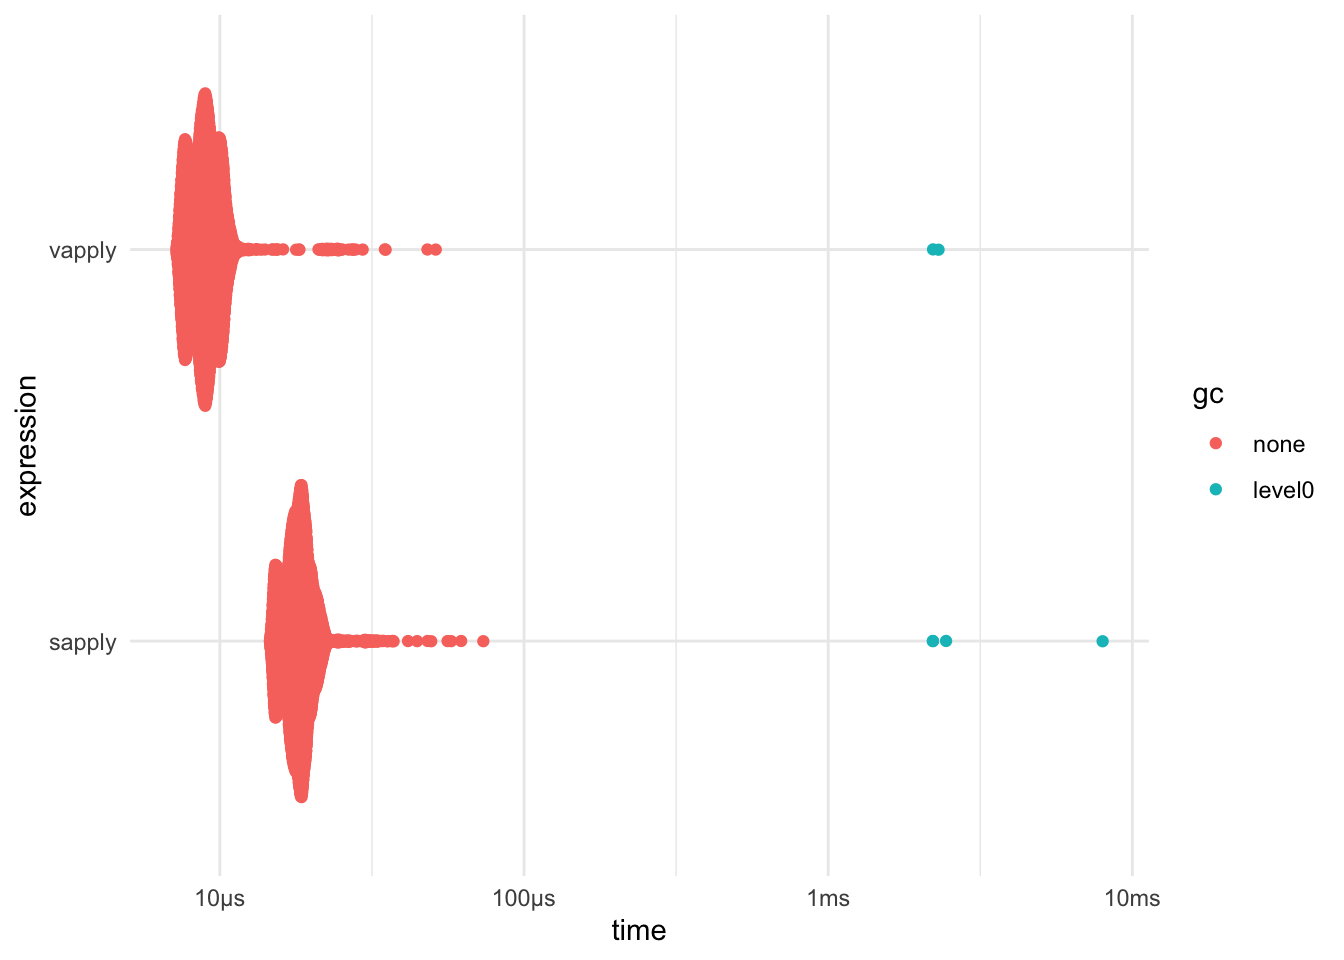 vapply
sapply
expression
10µs
100µs
1ms
10ms
time
gc
none
level0